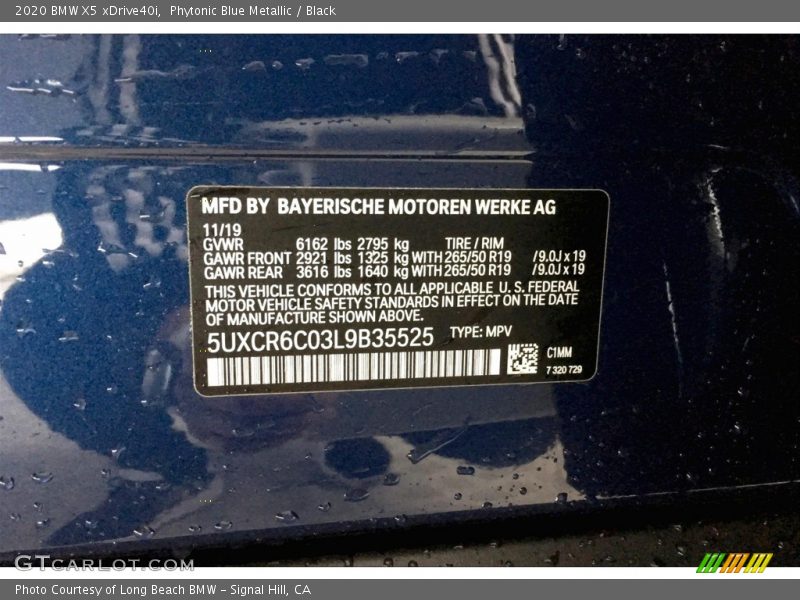 2020 BMW X5 xDrive40i, Phytonic Blue Metallic / Black
MFD BY BAYERISCHE MOTOREN WERKE AG
11/19
GVWR 6162 lbs 2795 kg TIRE / RIM
GAWR FRONT 2921 lbs 1325 kg WITH 265/50 R19 /9.0J x 19
GAWR REAR 3616 lbs 1640 kg WITH 265/50 R19 /9.0J x 19
THIS VEHICLE CONFORMS TO ALL APPLICABLE U.S. FEDERAL
MOTOR VEHICLE SAFETY STANDARDS IN EFFECT ON THE DATE
OF MANUFACTURE SHOWN ABOVE.
5UXCR6C03L9B35525 TYPE: MPV
C1MM
7 320 729
GTCarLot.com
Photo Courtesy of Long Beach BMW - Signal Hill, CA